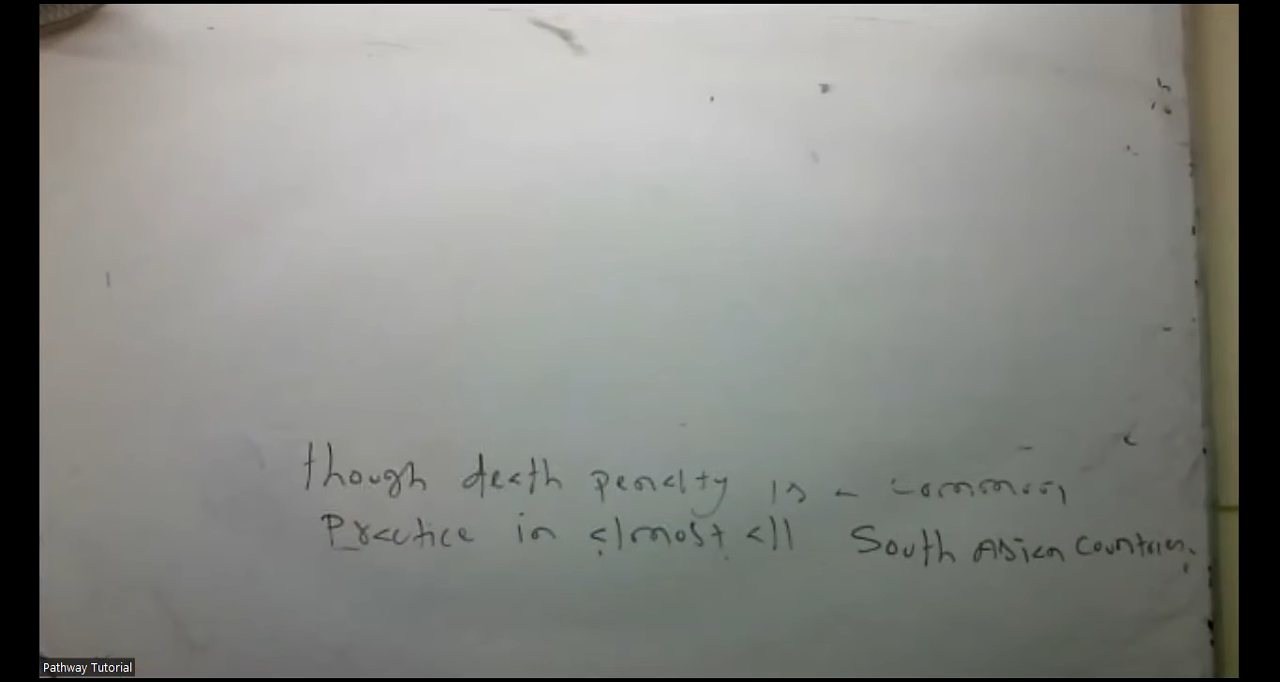 though death penalty is a common
Practice in almost all South Asian Countries.
Pathway Tutorial